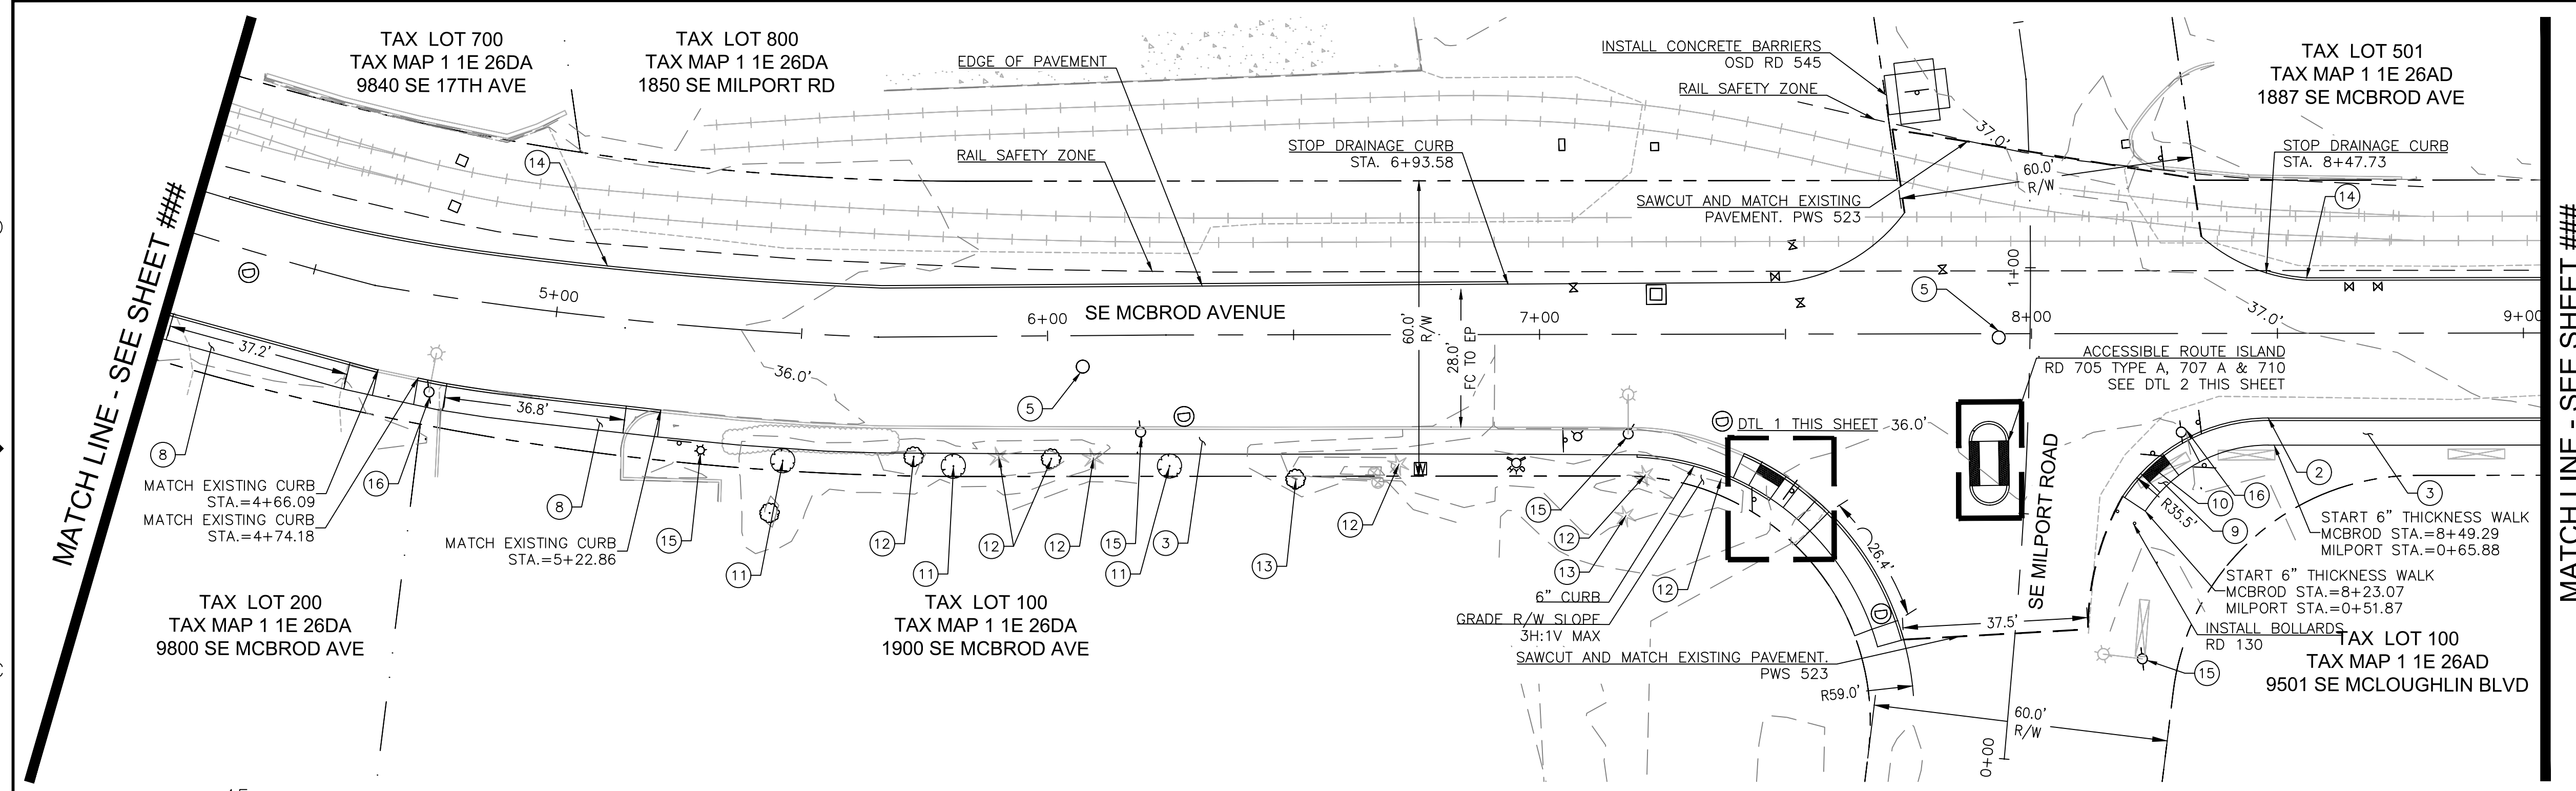 TAX LOT 700
TAX MAP 1 1E 26DA
9840 SE 17TH AVE
TAX LOT 800
TAX MAP 1 1E 26DA
1850 SE MILPORT RD
EDGE OF PAVEMENT
INSTALL CONCRETE BARRIERS
OSD RD 545
RAIL SAFETY ZONE
TAX LOT 501
TAX MAP 1 1E 26AD
1887 SE MCBROD AVE
14
RAIL SAFETY ZONE
STOP DRAINAGE CURB
STA. 6+93.58
37.0'
60.0'
R/W
STOP DRAINAGE CURB
STA. 8+47.73
14
SAWCUT AND MATCH EXISTING
PAVEMENT. PWS 523
MATCH LINE - SEE SHEET ###
MATCH LINE - SEE SHEET ###
D
5+00
6+00
SE MCBROD AVENUE
60.0'
R/W
28.0'
FC TO EP
7+00
1+00
8+00
37.0'
9+00
5
5
37.2'
36.0'
36.8'
D
D
DTL 1 THIS SHEET
36.0'
ACCESSIBLE ROUTE ISLAND
RD 705 TYPE A, 707 A & 710
SEE DTL 2 THIS SHEET
8
MATCH EXISTING CURB
STA.=4+66.09
MATCH EXISTING CURB
STA.=4+74.18
16
8
MATCH EXISTING CURB
STA.=5+22.86
15
11
12
11
12
12
15
3
11
13
W
12
15
12
13
12
26.4'
6" CURB
GRADE R/W SLOPE
3H:1V MAX
SAWCUT AND MATCH EXISTING PAVEMENT.
PWS 523
D
SE MILPORT ROAD
37.5'
R35.5'
2
3
10
16
9
START 6" THICKNESS WALK
MCBROD STA.=8+49.29
MILPORT STA.=0+65.88
START 6" THICKNESS WALK
MCBROD STA.=8+23.07
MILPORT STA.=0+51.87
INSTALL BOLLARDS
RD 130
15
TAX LOT 200
TAX MAP 1 1E 26DA
9800 SE MCBROD AVE
TAX LOT 100
TAX MAP 1 1E 26DA
1900 SE MCBROD AVE
TAX LOT 100
TAX MAP 1 1E 26AD
9501 SE MCLOUGHLIN BLVD
R59.0'
60.0'
R/W
0+00